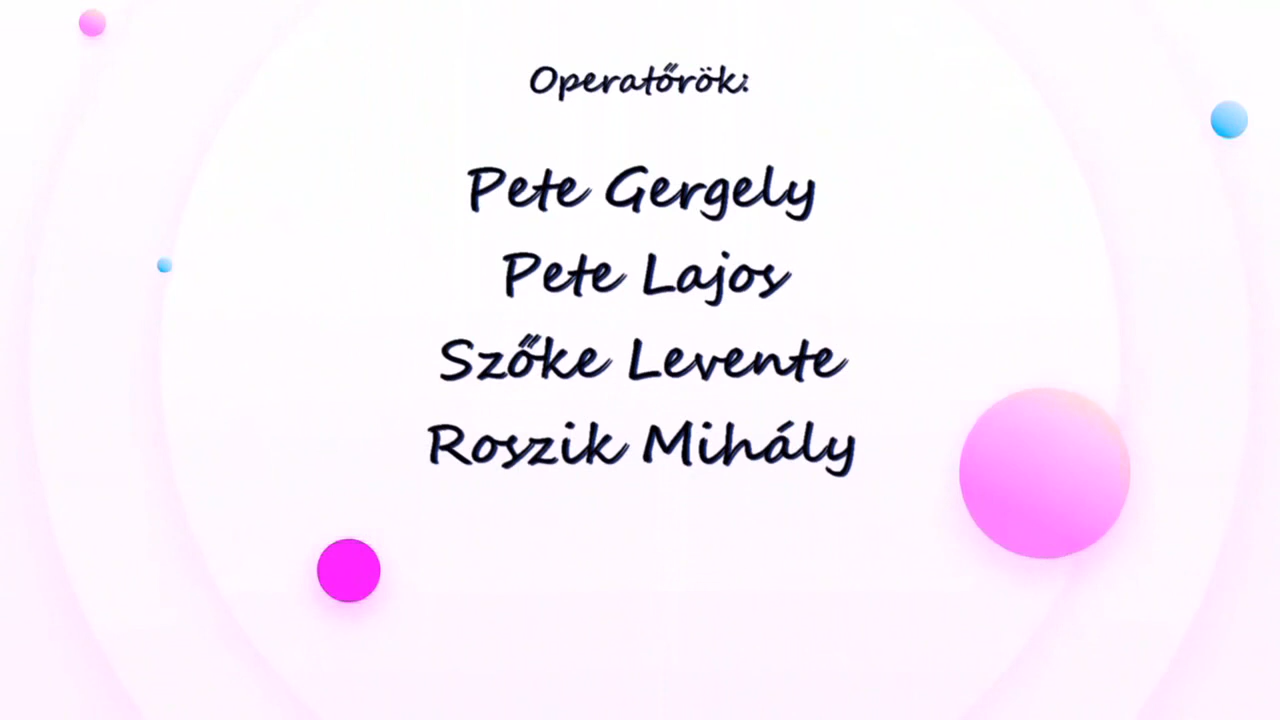 Operatőrök:
Pete Gergely
Pete Lajos
Szőke Levente
Roszik Mihály